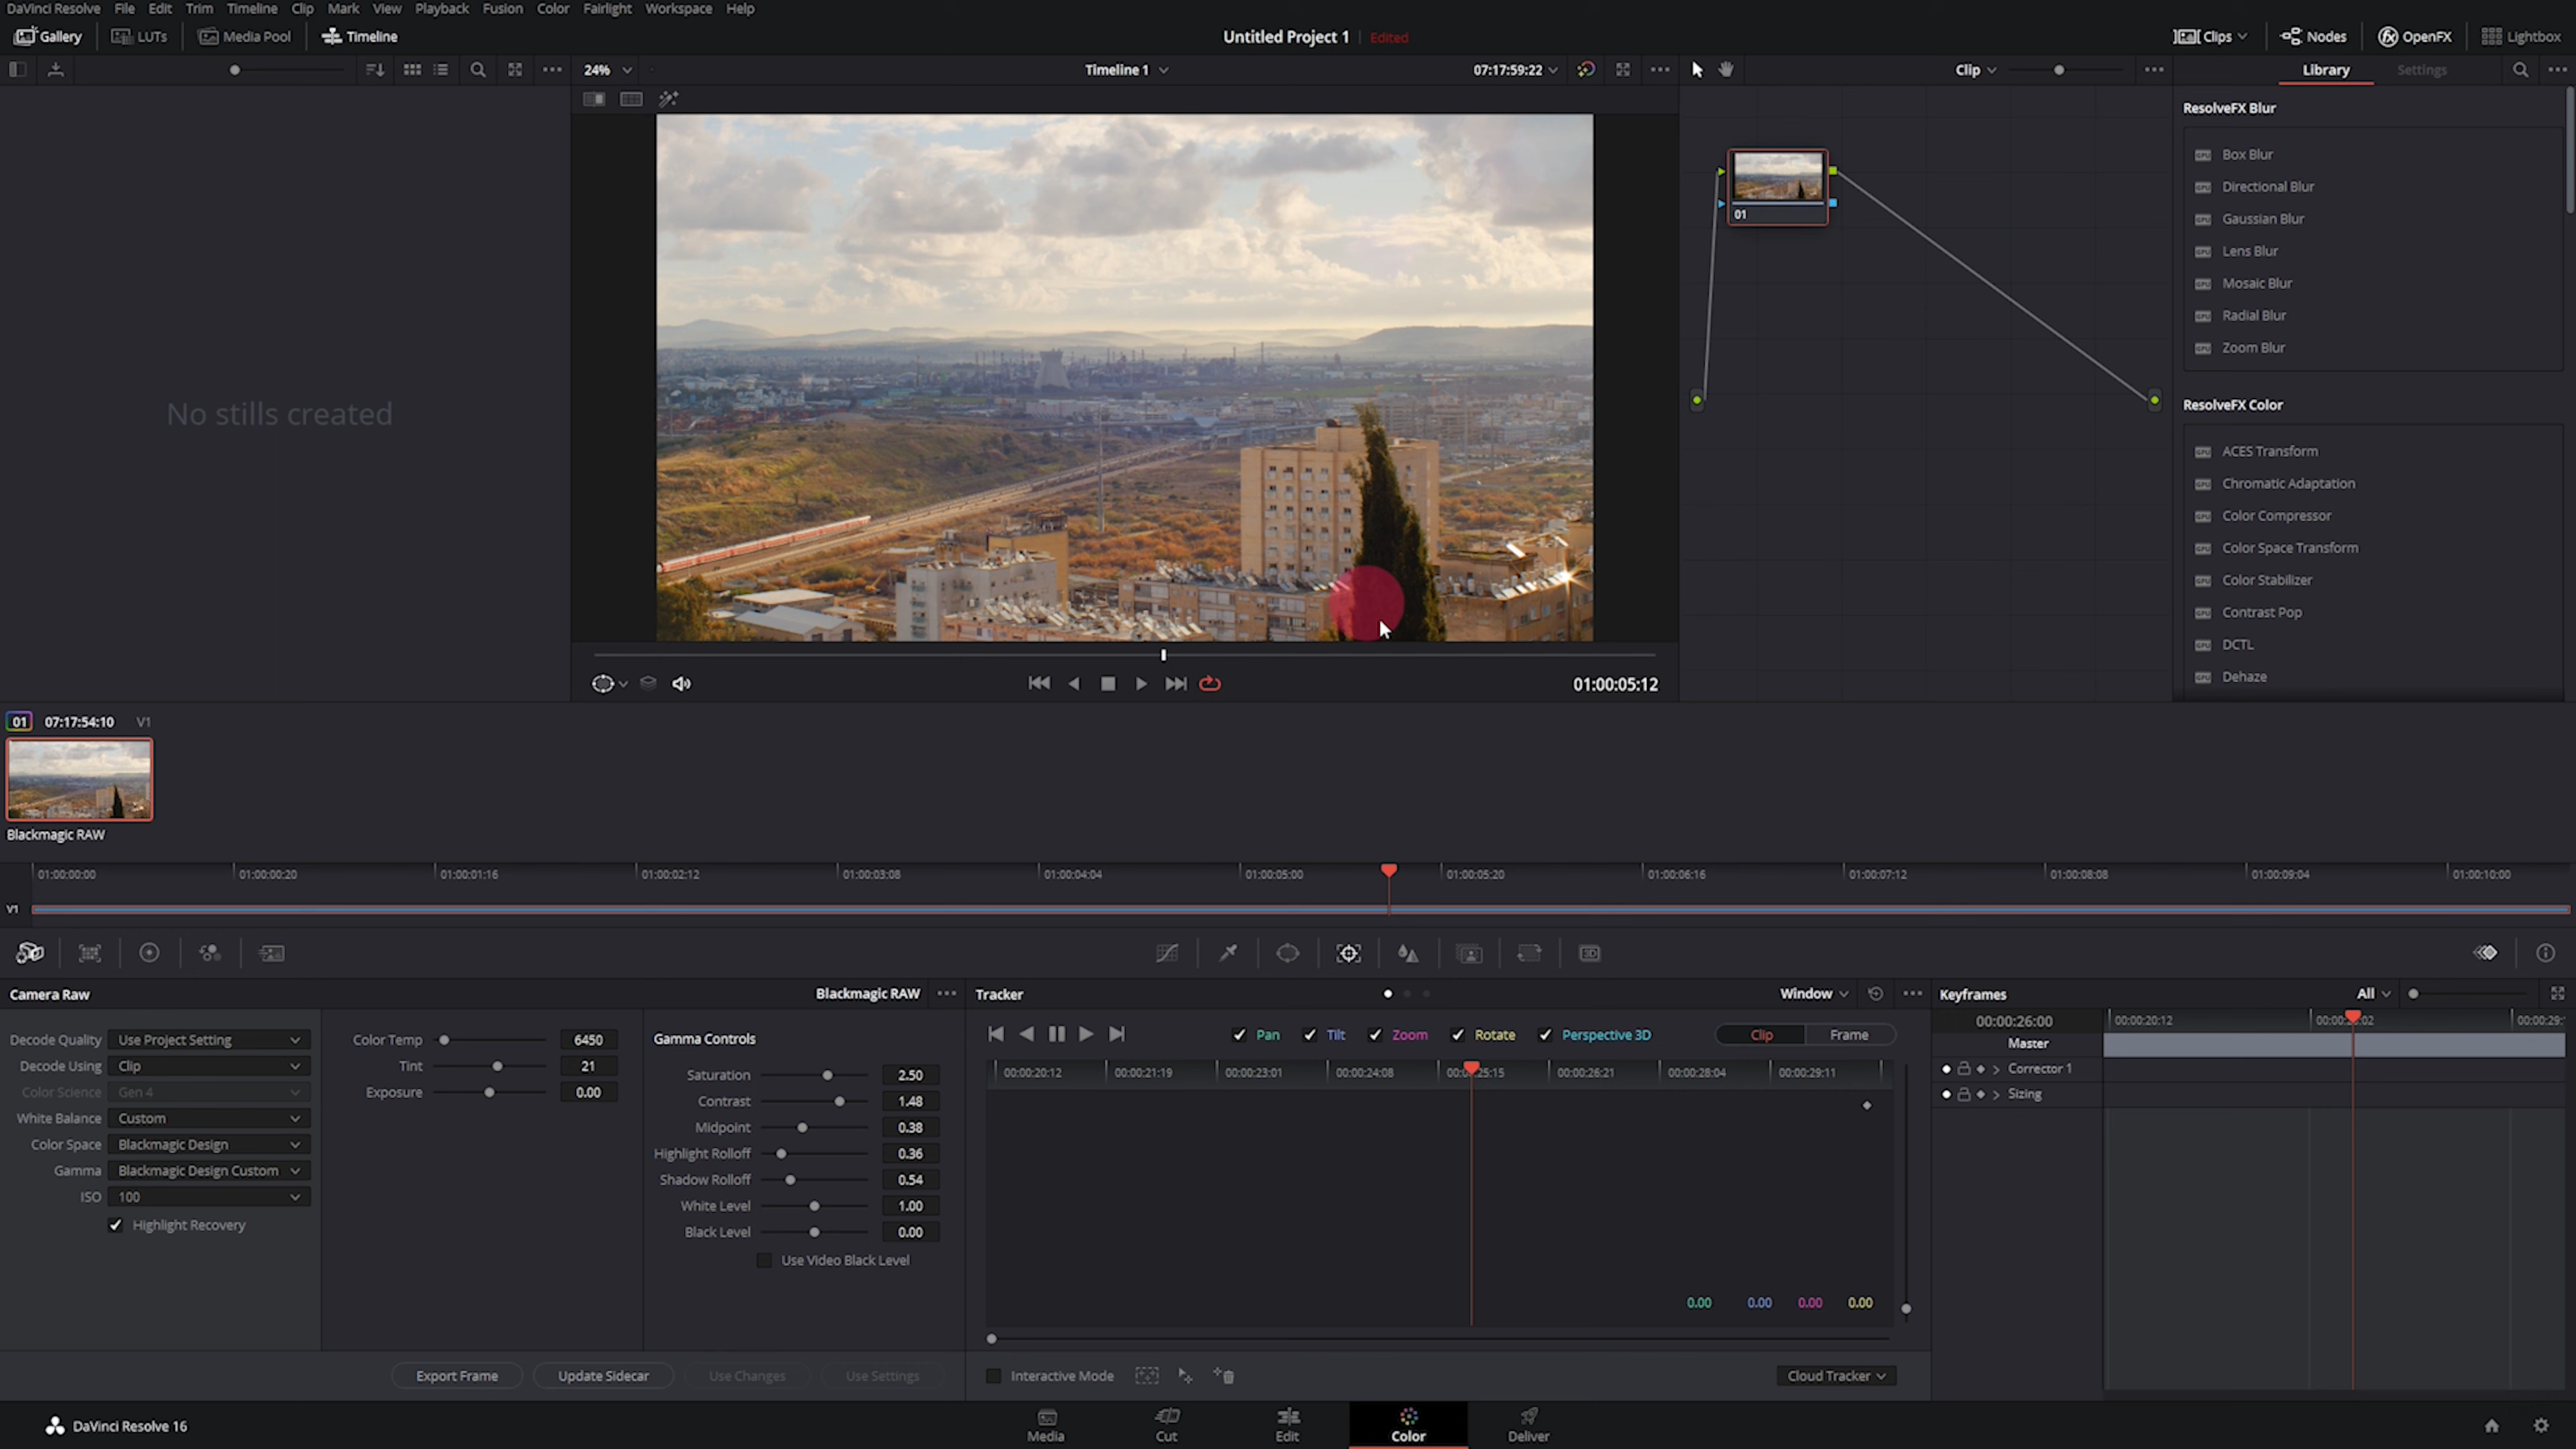 DaVinci Resolve File Edit Trim Timeline Clip Mark View Playback Fusion Color Fairlight Workspace Help
Gallery LUTs Media Pool Timeline Untitled Project 1 Edited Clips Nodes OpenFX Lightbox
24% Timeline 1 07:17:59:22 Clip Library Settings
ResolveFX Blur
Box Blur
Directional Blur
Gaussian Blur
Lens Blur
Mosaic Blur
Radial Blur
Zoom Blur
01
No stills created
ResolveFX Color
ACES Transform
Chromatic Adaptation
Color Compressor
Color Space Transform
Color Stabilizer
Contrast Pop
DCTL
Dehaze
01:00:05:12
01 07:17:54:10 V1
Blackmagic RAW
01:00:00:00 01:00:00:20 01:00:01:16 01:00:02:12 01:00:03:08 01:00:04:04 01:00:05:00 01:00:05:20 01:00:06:16 01:00:07:12 01:00:08:08 01:00:09:04 01:00:10:00
V1
3D
Camera Raw Blackmagic RAW
Decode Quality Use Project Setting
Decode Using Clip
Color Science Gen 4
White Balance Custom
Color Space Blackmagic Design
Gamma Blackmagic Design Custom
ISO 100
Highlight Recovery
Color Temp 6450
Tint 21
Exposure 0.00
Gamma Controls
Saturation 2.50
Contrast 1.48
Midpoint 0.38
Highlight Rolloff 0.36
Shadow Rolloff 0.54
White Level 1.00
Black Level 0.00
Use Video Black Level
Export Frame Update Sidecar Use Changes Use Settings
Tracker Window
Pan Tilt Zoom Rotate Perspective 3D Clip Frame
00:00:20:12 00:00:21:19 00:00:23:01 00:00:24:08 25:15 00:00:26:21 00:00:28:04 00:00:29:11
0.00 0.00 0.00 0.00
Interactive Mode Cloud Tracker
Keyframes All
00:00:26:00 00:00:20:12 02 00:00:29:
Master
Corrector 1
Sizing
DaVinci Resolve 16 Media Cut Edit Color Deliver